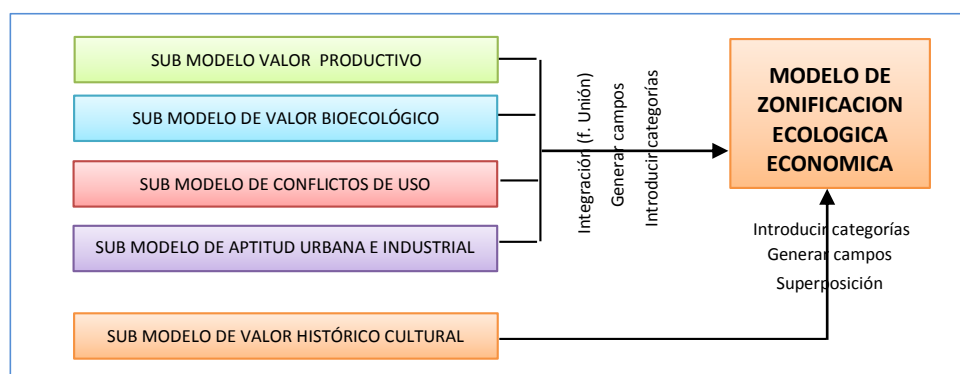 SUB MODELO VALOR PRODUCTIVO
SUB MODELO DE VALOR BIOECOLÓGICO
SUB MODELO DE CONFLICTOS DE USO
SUB MODELO DE APTITUD URBANA E INDUSTRIAL
SUB MODELO DE VALOR HISTÓRICO CULTURAL
Integración (f. Unión)
Generar campos
Introducir categorías
MODELO DE
ZONIFICACION
ECOLOGICA
ECONOMICA
Introducir categorías
Generar campos
Superposición